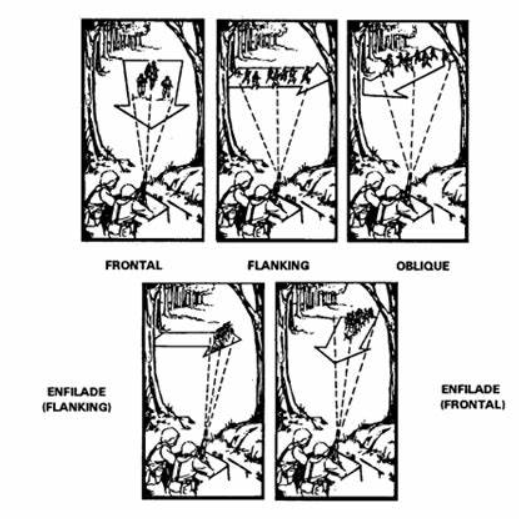 FRONTAL
FLANKING
OBLIQUE
ENFILADE
(FLANKING)
ENFILADE
(FRONTAL)